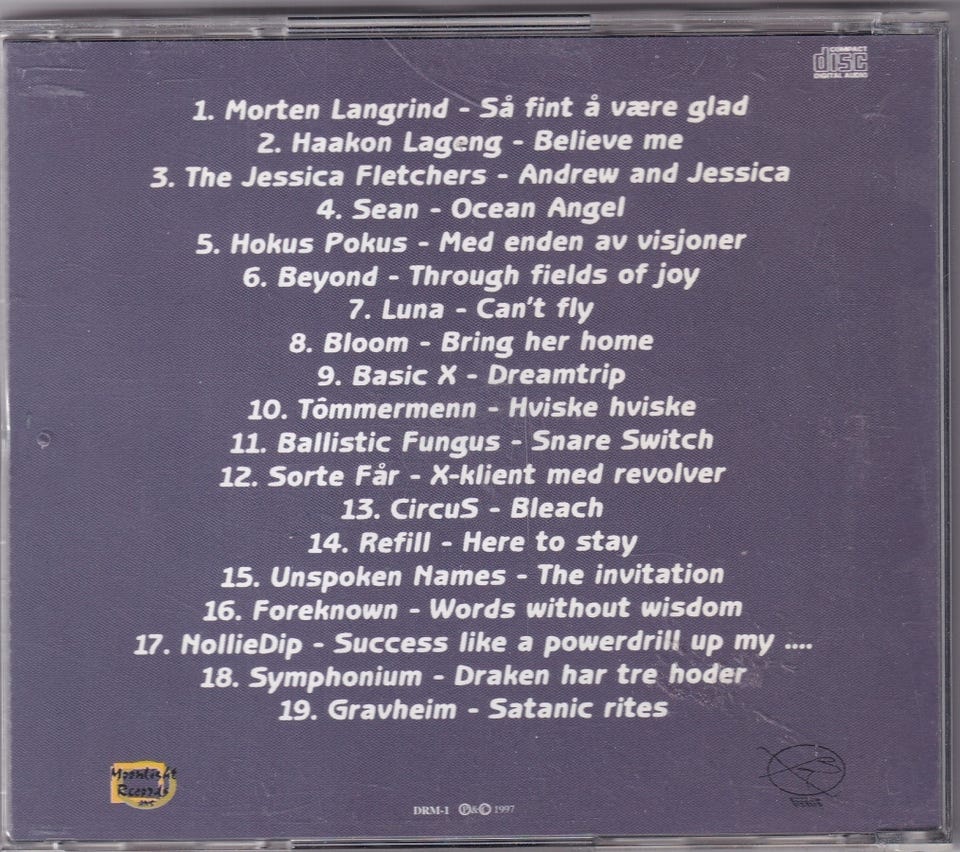 COMPACT
disc
DIGITAL AUDIO
1. Morten Langrind - Så fint å være glad
2. Haakon Lageng - Believe me
3. The Jessica Fletchers - Andrew and Jessica
4. Sean - Ocean Angel
5. Hokus Pokus - Med enden av visjoner
6. Beyond - Through fields of joy
7. Luna - Can't fly
8. Bloom - Bring her home
9. Basic X - Dreamtrip
10. Tômmermenn - Hviske hviske
11. Ballistic Fungus - Snare Switch
12. Sorte Får - X-klient med revolver
13. CircuS - Bleach
14. Refill - Here to stay
15. Unspoken Names - The invitation
16. Foreknown - Words without wisdom
17. NollieDip - Success like a powerdrill up my ....
18. Symphonium - Draken har tre hoder
19. Gravheim - Satanic rites
Moonlight
Records
DRM-1 ℗&© 1997